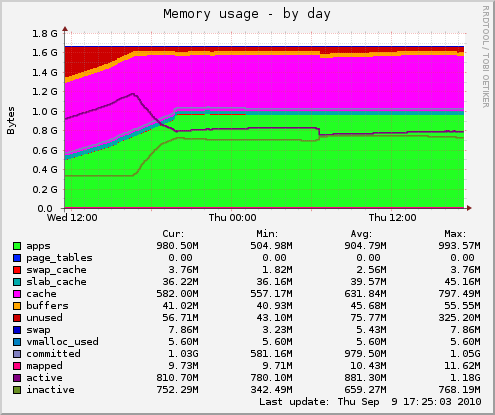 Memory usage - by day
RRDTOOL / TOBI OETIKER
Bytes
1.8 G
1.6 G
1.4 G
1.2 G
1.0 G
0.8 G
0.6 G
0.4 G
0.2 G
0.0
Wed 12:00 Thu 00:00 Thu 12:00
Cur: Min: Avg: Max:
apps 980.50M 504.98M 904.79M 993.57M
page_tables 0.00 0.00 0.00 0.00
swap_cache 3.76M 1.82M 2.56M 3.76M
slab_cache 36.22M 36.16M 39.57M 45.16M
cache 582.00M 557.17M 631.84M 797.49M
buffers 41.02M 40.93M 45.68M 55.55M
unused 56.71M 43.10M 75.77M 325.20M
swap 7.86M 3.23M 5.43M 7.86M
vmalloc_used 5.60M 5.60M 5.60M 5.60M
committed 1.03G 581.16M 979.50M 1.05G
mapped 9.73M 9.71M 10.43M 11.62M
active 810.70M 780.10M 881.30M 1.18G
inactive 752.29M 342.49M 659.27M 768.19M
Last update: Thu Sep 9 17:25:03 2010